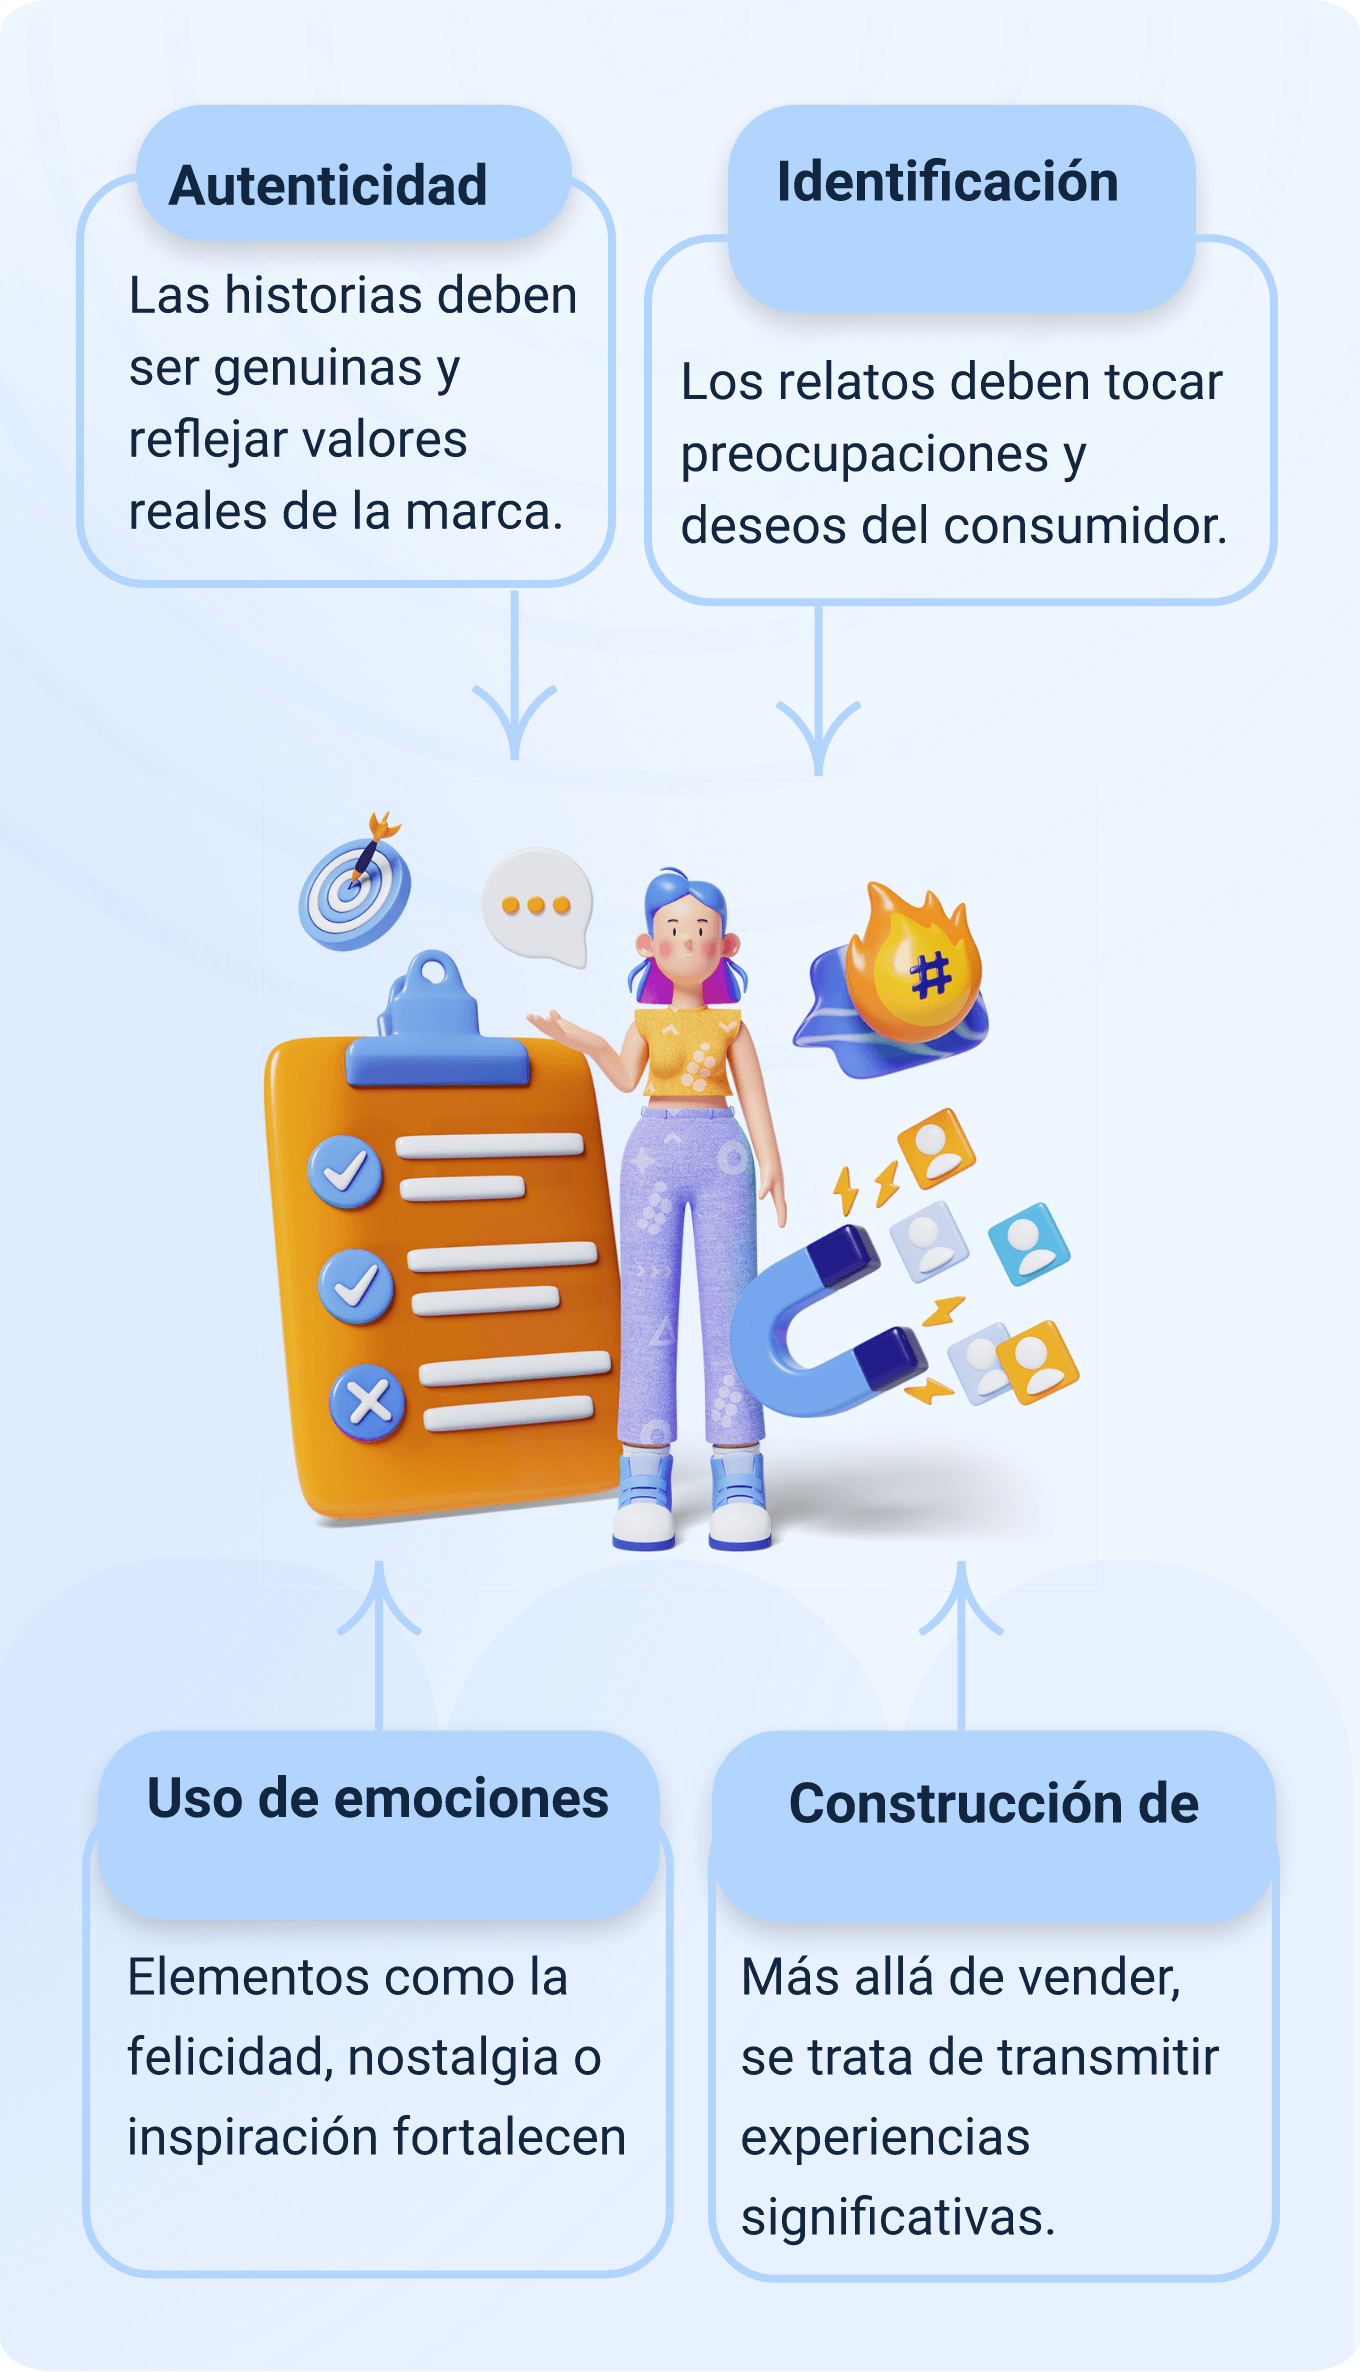 Autenticidad
Las historias deben
ser genuinas y
reflejar valores
reales de la marca.
Identificación
Los relatos deben tocar
preocupaciones y
deseos del consumidor.
#
Uso de emociones
Elementos como la
felicidad, nostalgia o
inspiración fortalecen
Construcción de
Más allá de vender,
se trata de transmitir
experiencias
significativas.